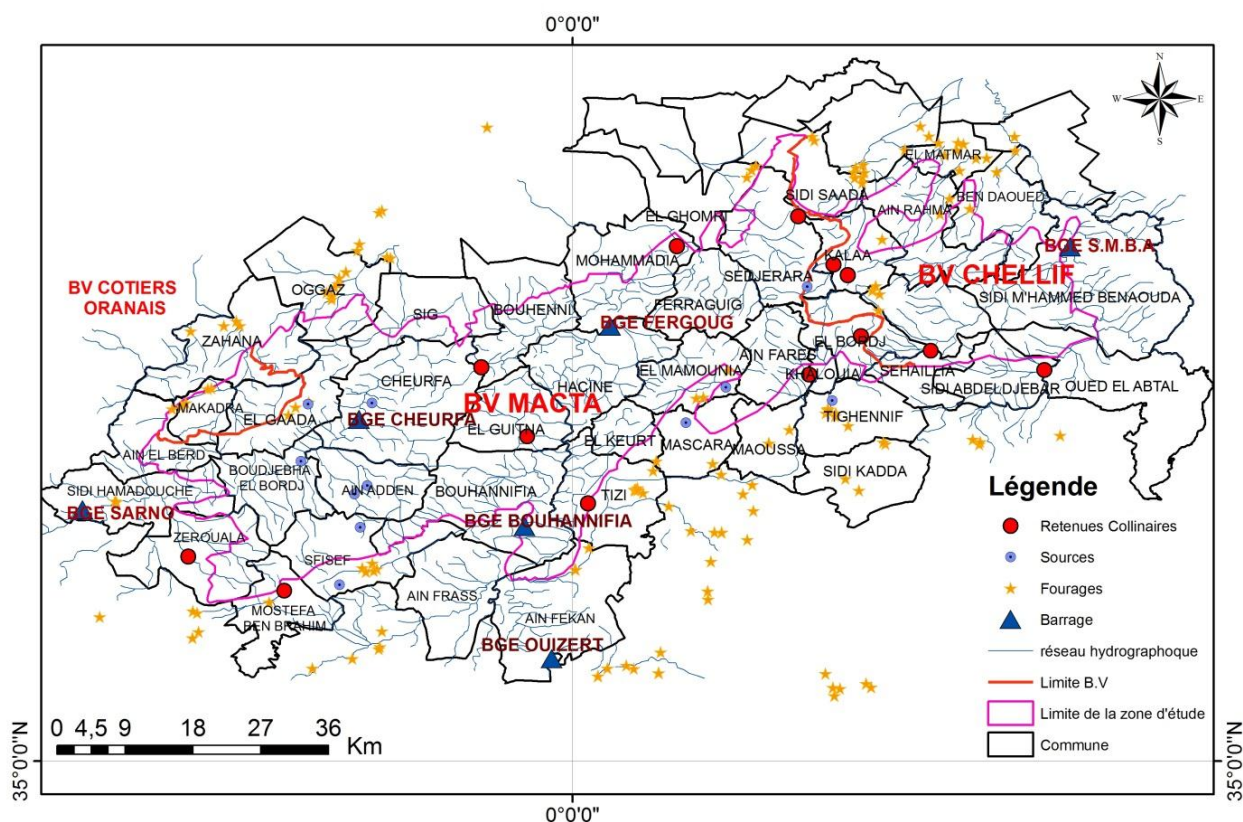 0°0'0"
N
W
E
S
EL MATMAR
SIDI SAADA
AIN RAHMA
BEN DAOUED
EL GHOMRI
BGE S.M.B.A
MOHAMMADIA
KALAA
SEDJERARA
BV CHELLIF
BV COTIERS
ORANAIS
OGGAZ
SIG
BOUHENNI
FERRAGUIG
SIDI M'HAMMED BENAOUDA
BGE FERGOUG
ZAHANA
EL BORDJ
AIN FARES
EL MAMOUNIA
KHALOUIA
SEHAILLIA
CHEURFA
HACINE
SIDI ABDELDJEBAR
OUED EL ABTAL
MAKADRA
EL GAADA
BGE CHEURFA
BV MACTA
EL GUITNA
EL KEURT
MASCARA
MAOUSSA
TIGHENNIF
AIN EL BERD
BOUDJEBHA
EL BORDJ
SIDI KADDA
SIDI HAMADOUCHE
AIN ADDEN
BOUHANNIFIA
TIZI
BGE SARNO
BGE BOUHANNIFIA
ZEROUALA
SFISEF
MOSTEFA
BEN BRAHIM
AIN FRASS
AIN FEKAN
BGE OUIZERT
Légende
Retenues Collinaires
Sources
Fourages
Barrage
réseau hydrographoque
Limite B.V
Limite de la zone d'étude
Commune
0 4,5 9 18 27 36
Km
35°0'0"N
35°0'0"N
0°0'0"